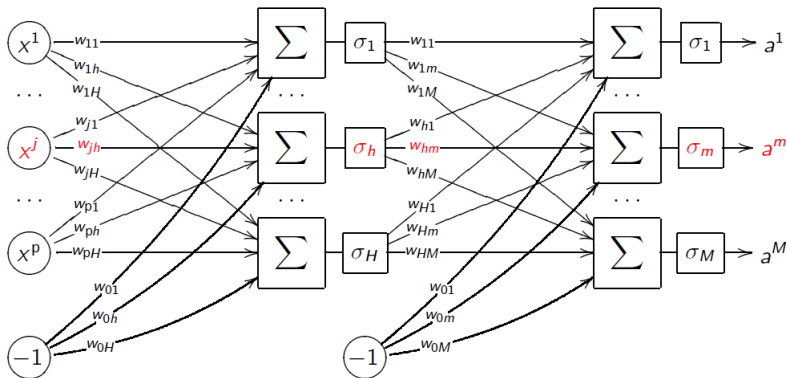 x¹ w₁₁ ∑ σ₁ w₁₁ ∑ σ₁ a¹
w₁ₕ w₁ₘ
. . . w₁H . . . w₁M . . .
wⱼ₁ wₕ₁
xʲ wⱼₕ ∑ σₕ wₕₘ ∑ σₘ aᵐ
wⱼH wₕM
. . . . . . . . .
wₚ₁ wH₁
xᵖ wₚₕ ∑ σH wHₘ ∑ σM aᴹ
wₚH wHM
w₀₁ w₀₁
w₀ₕ w₀ₘ
−1 w₀H −1 w₀M